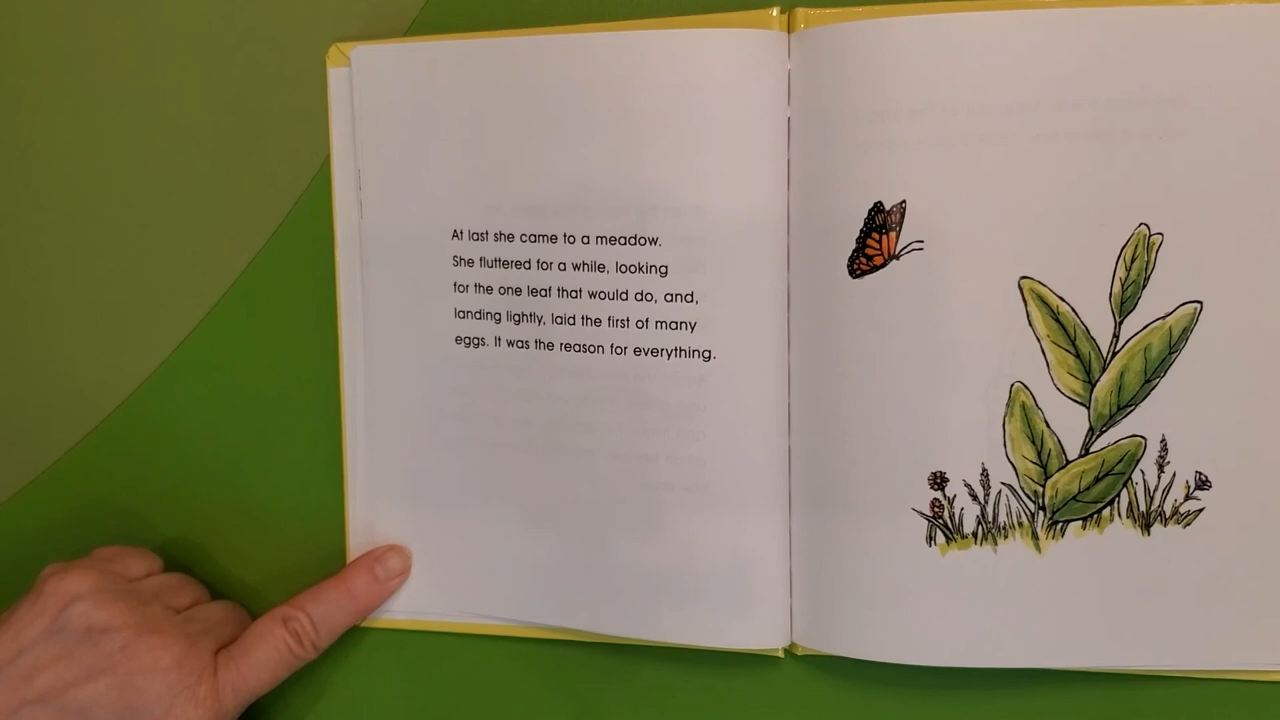 At last she came to a meadow.
She fluttered for a while, looking
for the one leaf that would do, and,
landing lightly, laid the first of many
eggs. It was the reason for everything.